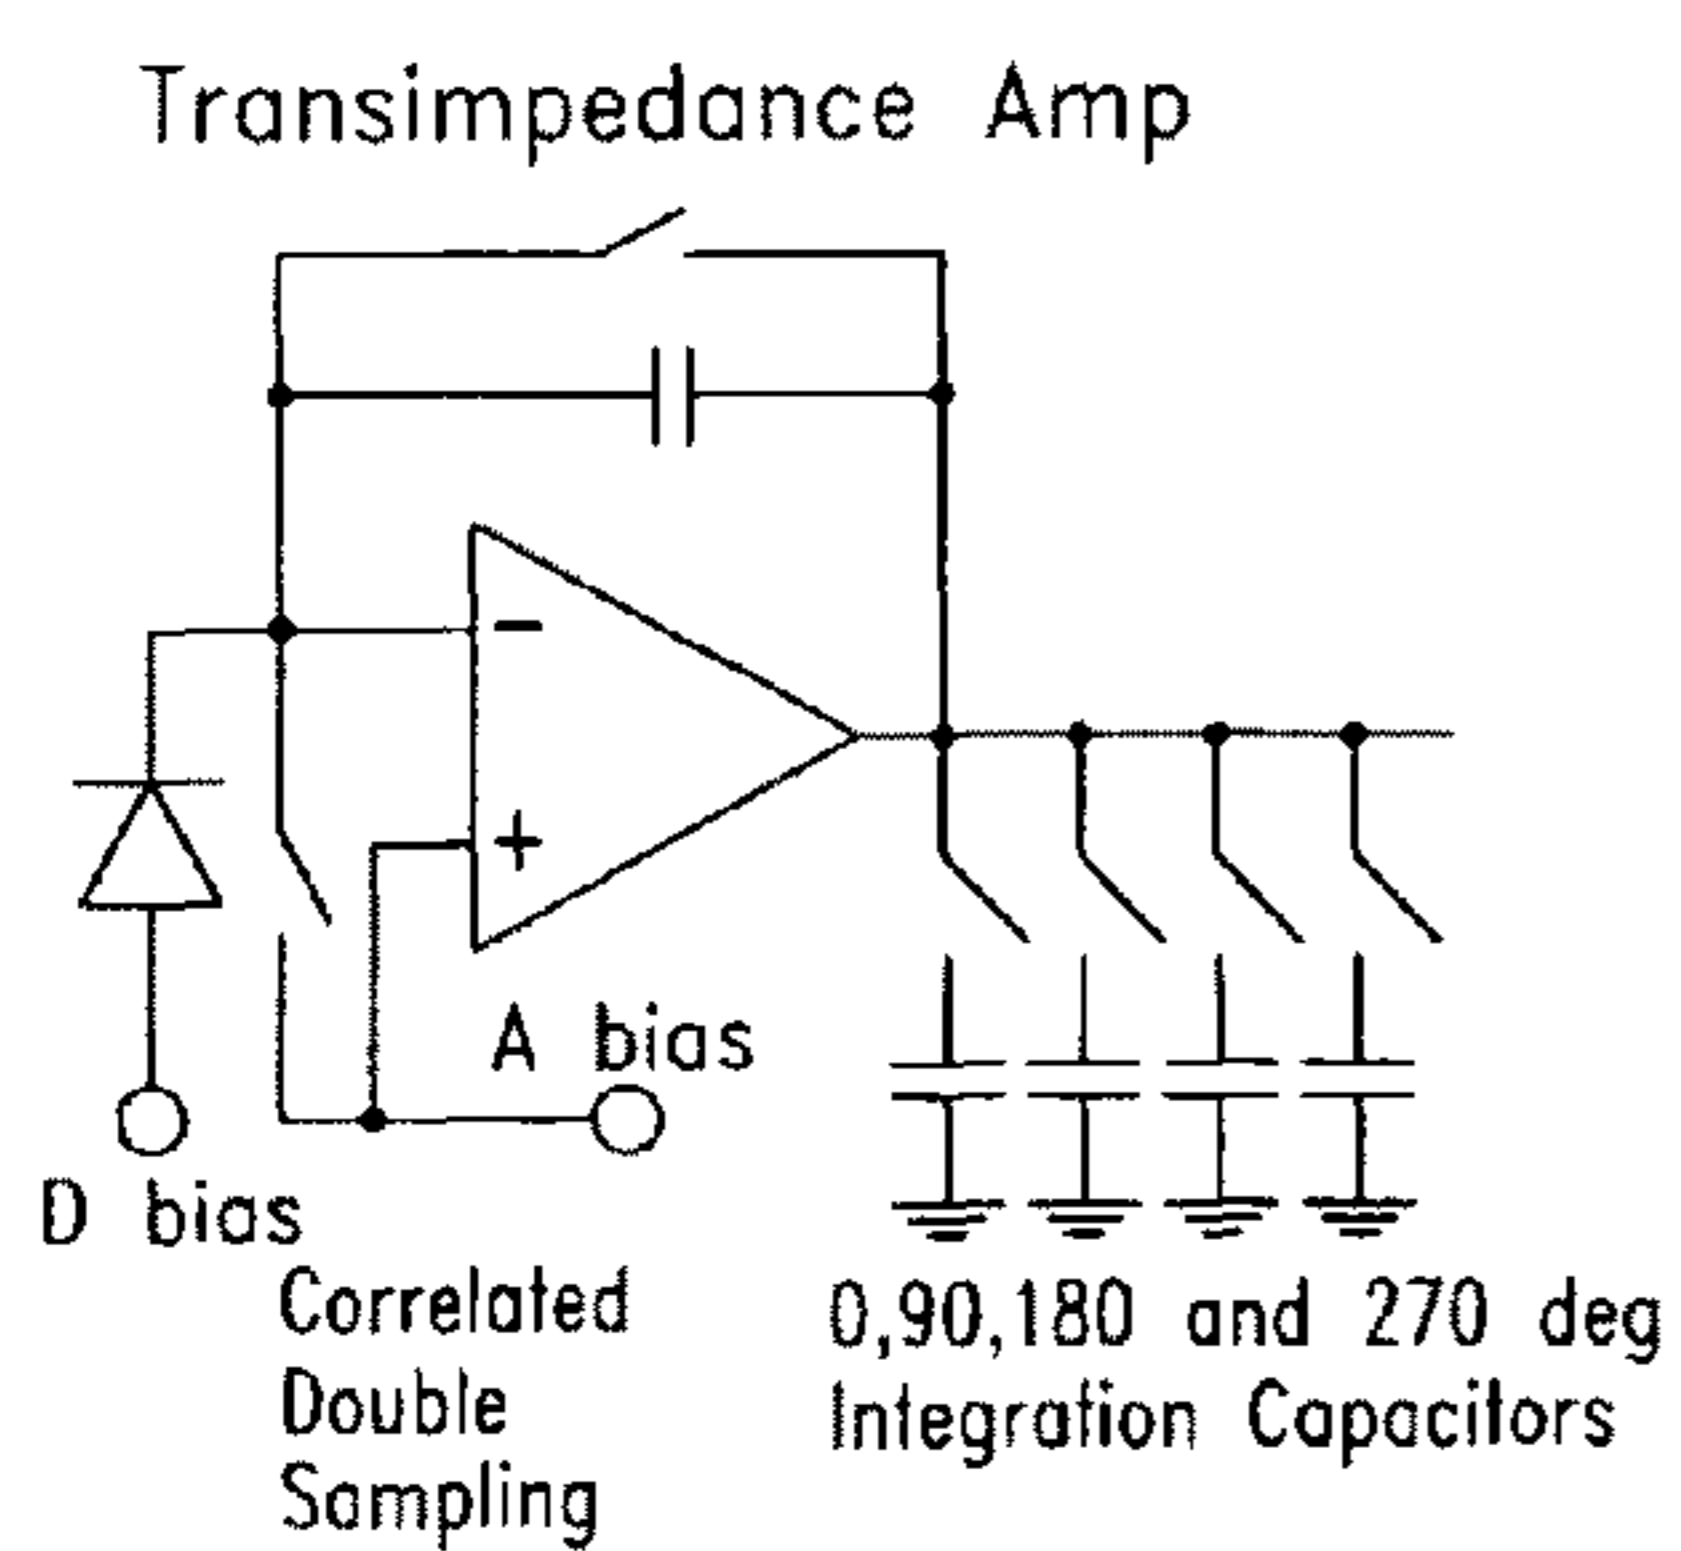 Transimpedance Amp
-
+
A bias
D bias
Correlated
Double
Sampling
0,90,180 and 270 deg
Integration Capacitors